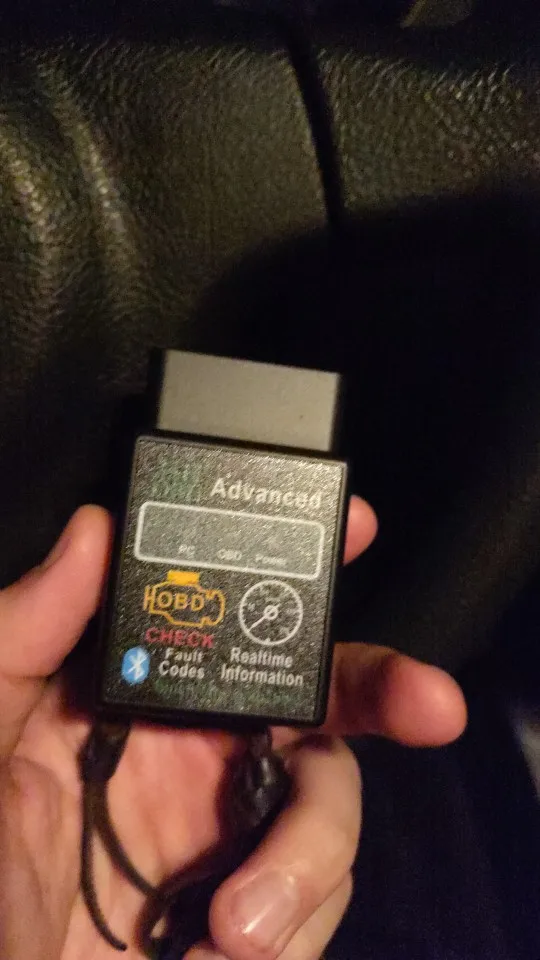 Advanced
PC OBD Power
OBD
CHECK
Fault
Codes
Realtime
Information